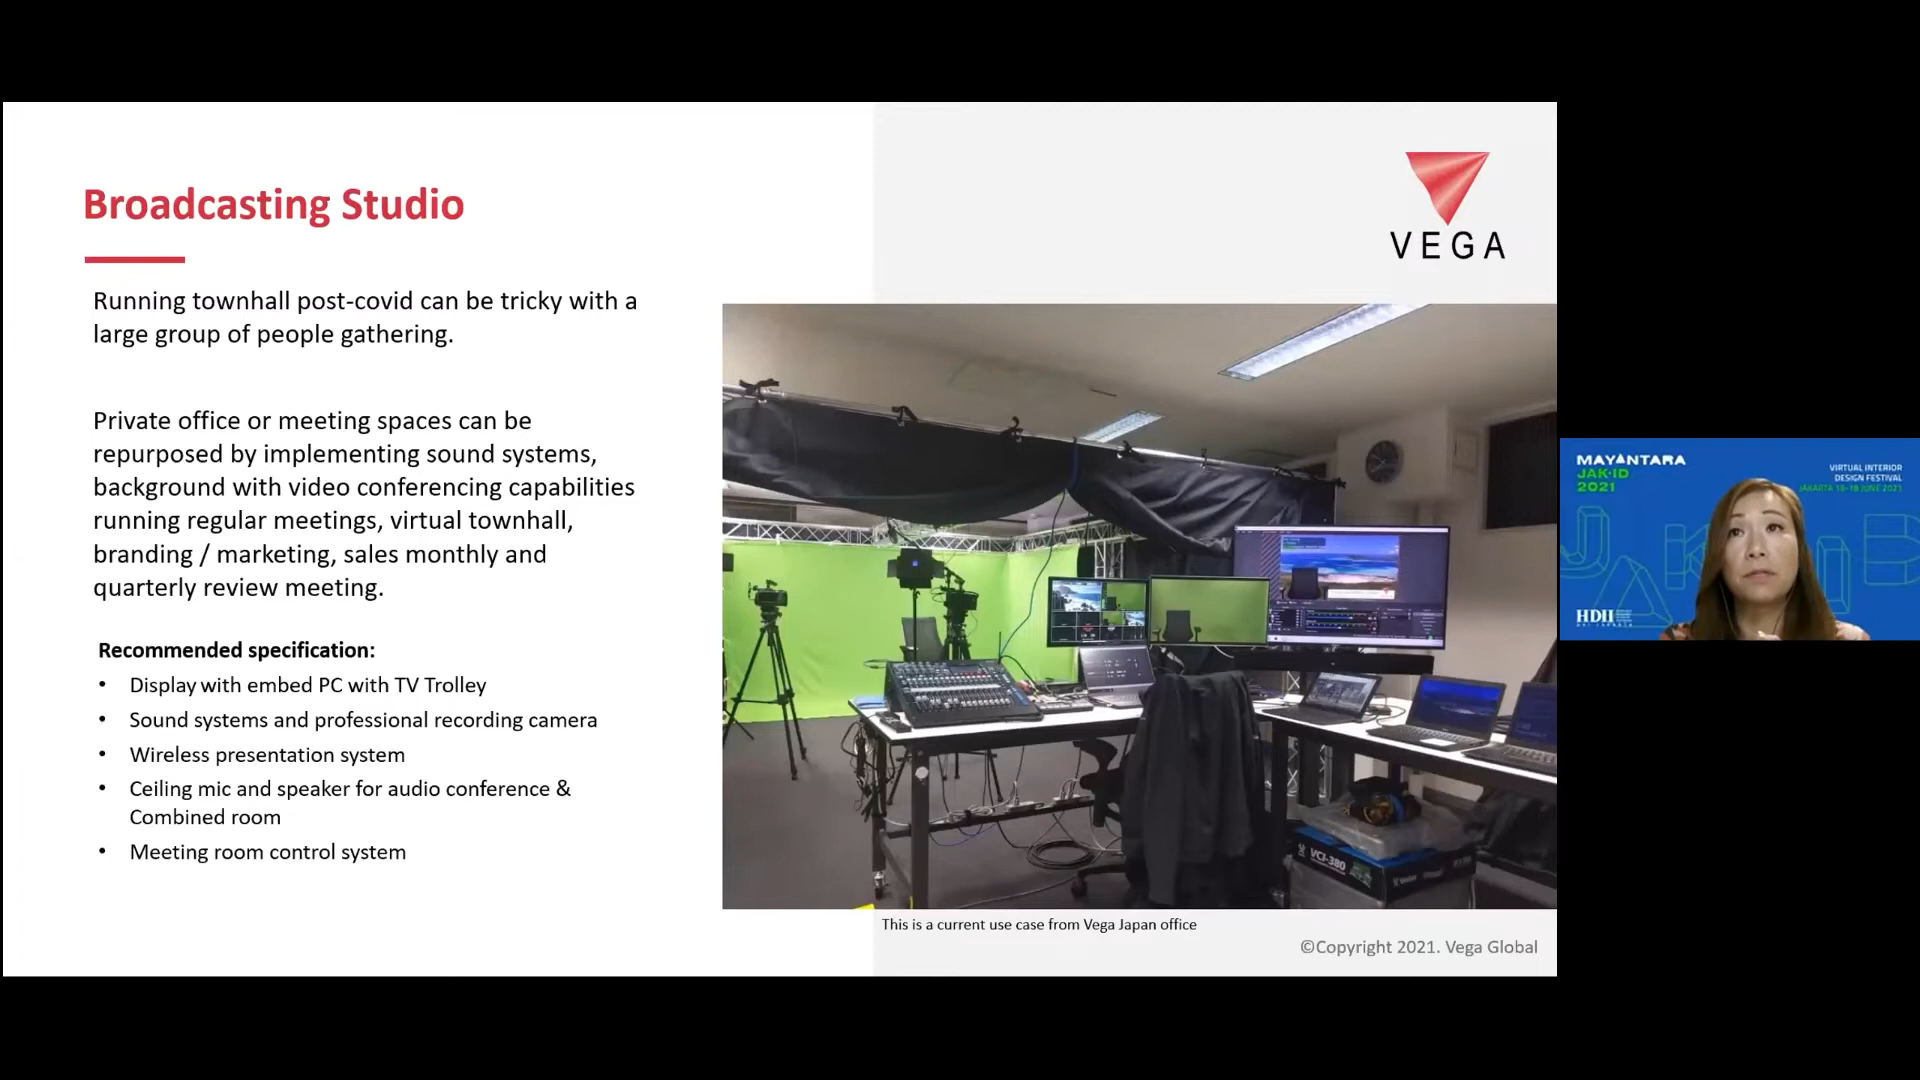 Broadcasting Studio
VEGA
Running townhall post-covid can be tricky with a
large group of people gathering.
Private office or meeting spaces can be
repurposed by implementing sound systems,
background with video conferencing capabilities
running regular meetings, virtual townhall,
branding / marketing, sales monthly and
quarterly review meeting.
Recommended specification:
• Display with embed PC with TV Trolley
• Sound systems and professional recording camera
• Wireless presentation system
• Ceiling mic and speaker for audio conference &
Combined room
• Meeting room control system
VCI-380
This is a current use case from Vega Japan office
©Copyright 2021. Vega Global
MAYANTARA
JAK·ID
2021
VIRTUAL INTERIOR
DESIGN FESTIVAL
JAKARTA 10-18 JUNE 2021
HDII